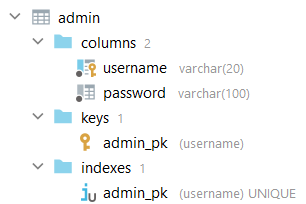 admin
columns 2
username varchar(20)
password varchar(100)
keys 1
admin_pk (username)
indexes 1
admin_pk (username) UNIQUE